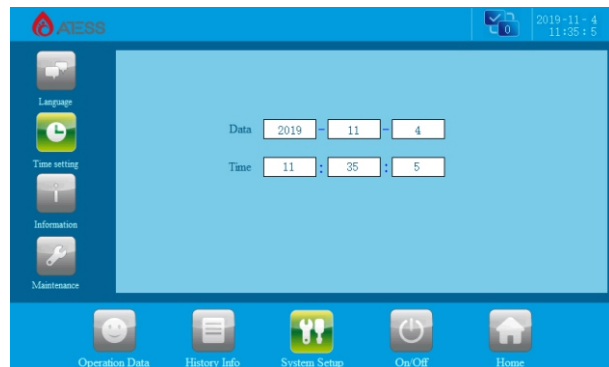 ATESS
0
2019-11- 4
11:35: 5
Language
Time setting
Information
Maintenance
Data 2019 - 11 - 4
Time 11 : 35 : 5
Operation Data
History Info
System Setup
On/Off
Home